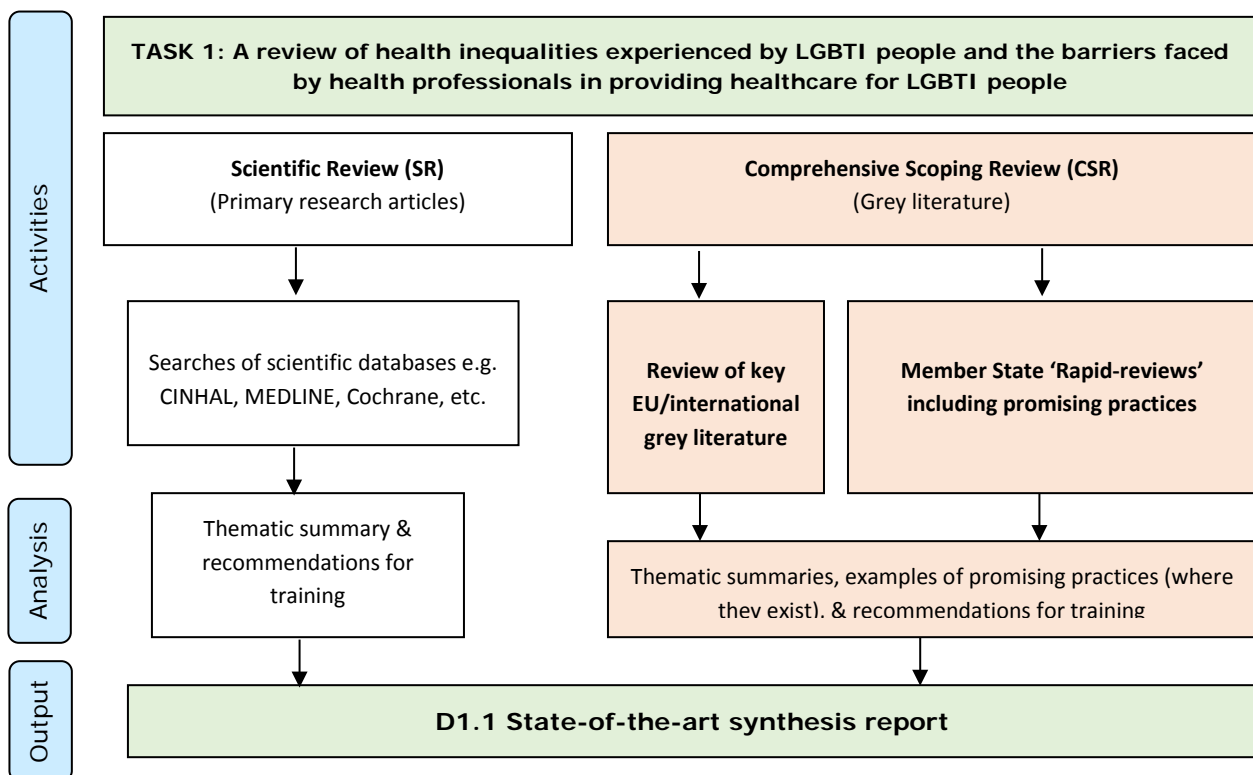 TASK 1: A review of health inequalities experienced by LGBTI people and the barriers faced
by health professionals in providing healthcare for LGBTI people
Activities
Scientific Review (SR)
(Primary research articles)
Comprehensive Scoping Review (CSR)
(Grey literature)
Searches of scientific databases e.g.
CINHAL, MEDLINE, Cochrane, etc.
Review of key
EU/international
grey literature
Member State ‘Rapid-reviews’
including promising practices
Analysis
Thematic summary &
recommendations for
training
Thematic summaries, examples of promising practices (where
they exist), & recommendations for training
Output
D1.1 State-of-the-art synthesis report